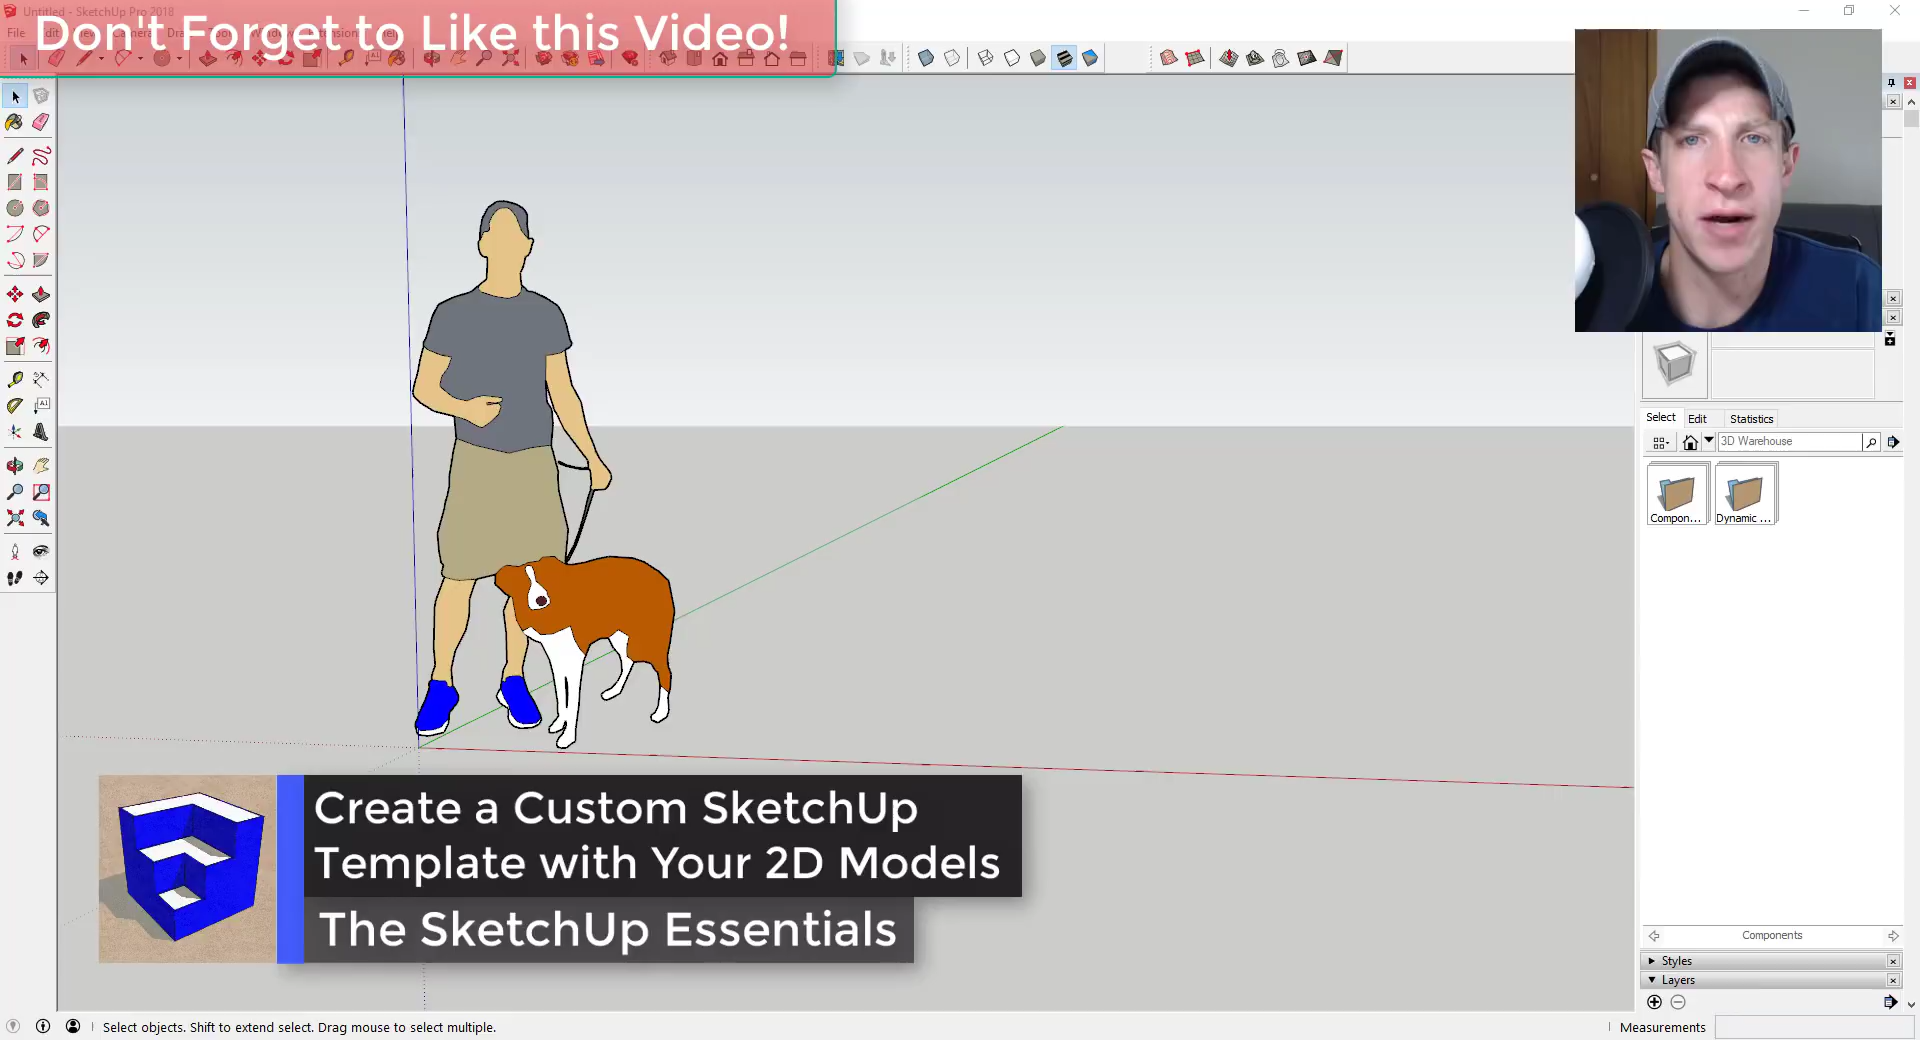 Untitled - SketchUp Pro 2018
Don't Forget to Like this Video!
File
Select
Edit
Statistics
3D Warehouse
Compon...
Dynamic ...
Create a Custom SketchUp
Template with Your 2D Models
The SketchUp Essentials
Components
Styles
Layers
Select objects. Shift to extend select. Drag mouse to select multiple.
Measurements